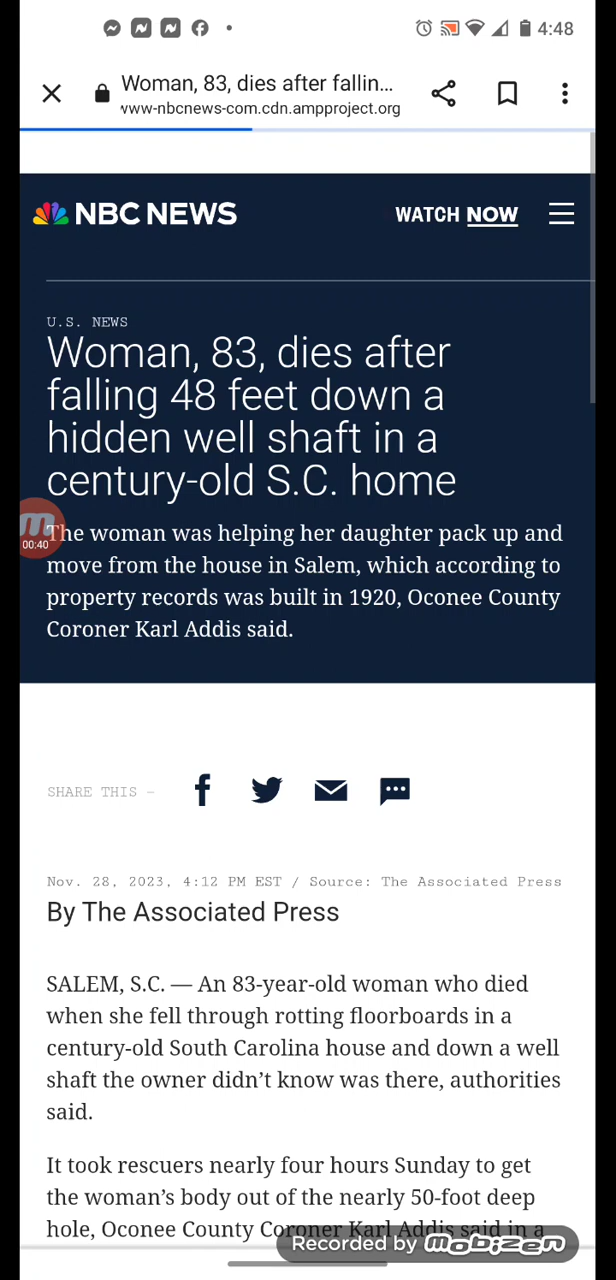 4:48
Woman, 83, dies after fallin...
www-nbcnews-com.cdn.ampproject.org
NBC NEWS
WATCH NOW
U.S. NEWS
Woman, 83, dies after
falling 48 feet down a
hidden well shaft in a
century-old S.C. home
00:40
The woman was helping her daughter pack up and
move from the house in Salem, which according to
property records was built in 1920, Oconee County
Coroner Karl Addis said.
SHARE THIS —
Nov. 28, 2023, 4:12 PM EST / Source: The Associated Press
By The Associated Press
SALEM, S.C. — An 83-year-old woman who died
when she fell through rotting floorboards in a
century-old South Carolina house and down a well
shaft the owner didn’t know was there, authorities
said.
It took rescuers nearly four hours Sunday to get
the woman’s body out of the nearly 50-foot deep
hole, Oconee County Coroner Karl Addis said in a
Recorded by mobizen